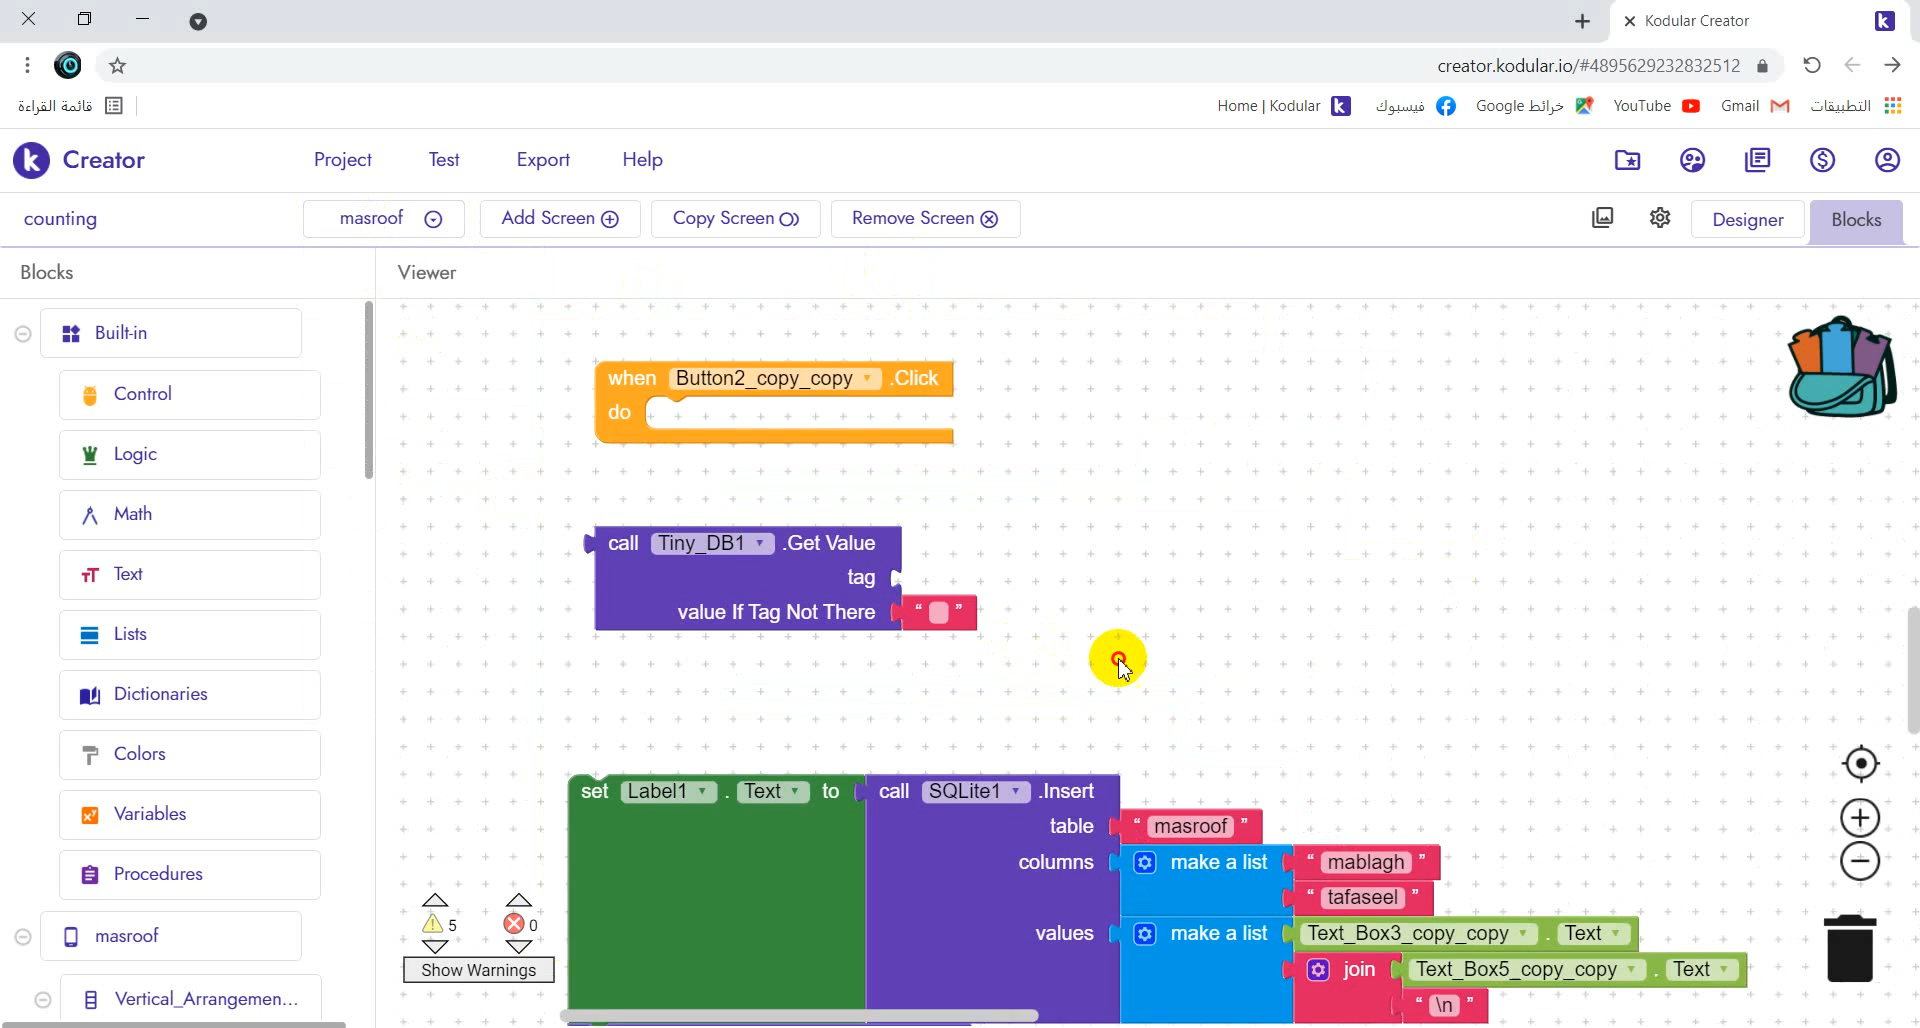 Kodular Creator
creator.kodular.io/#4895629232832512
قائمة القراءة
Home | Kodular
فيسبوك
خرائط Google
YouTube
Gmail
التطبيقات
Creator
Project
Test
Export
Help
counting
masroof
Add Screen
Copy Screen
Remove Screen
Designer
Blocks
Blocks
Viewer
Built-in
Control
Logic
Math
Text
Lists
Dictionaries
Colors
Variables
Procedures
masroof
Vertical_Arrangemen...
when Button2_copy_copy .Click
do
call Tiny_DB1 .Get Value
tag
value If Tag Not There “ ”
set Label1 . Text to call SQLite1 .Insert
table “ masroof ”
columns make a list “ mablagh ”
“ tafaseel ”
values make a list Text_Box3_copy_copy . Text
join Text_Box5_copy_copy . Text
“ \n ”
5 0
Show Warnings